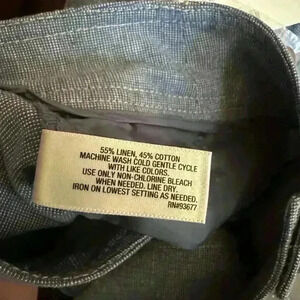 55% LINEN, 45% COTTON
MACHINE WASH COLD GENTLE CYCLE
WITH LIKE COLORS.
USE ONLY NON-CHLORINE BLEACH
WHEN NEEDED. LINE DRY.
IRON ON LOWEST SETTING AS NEEDED.
RN#93677